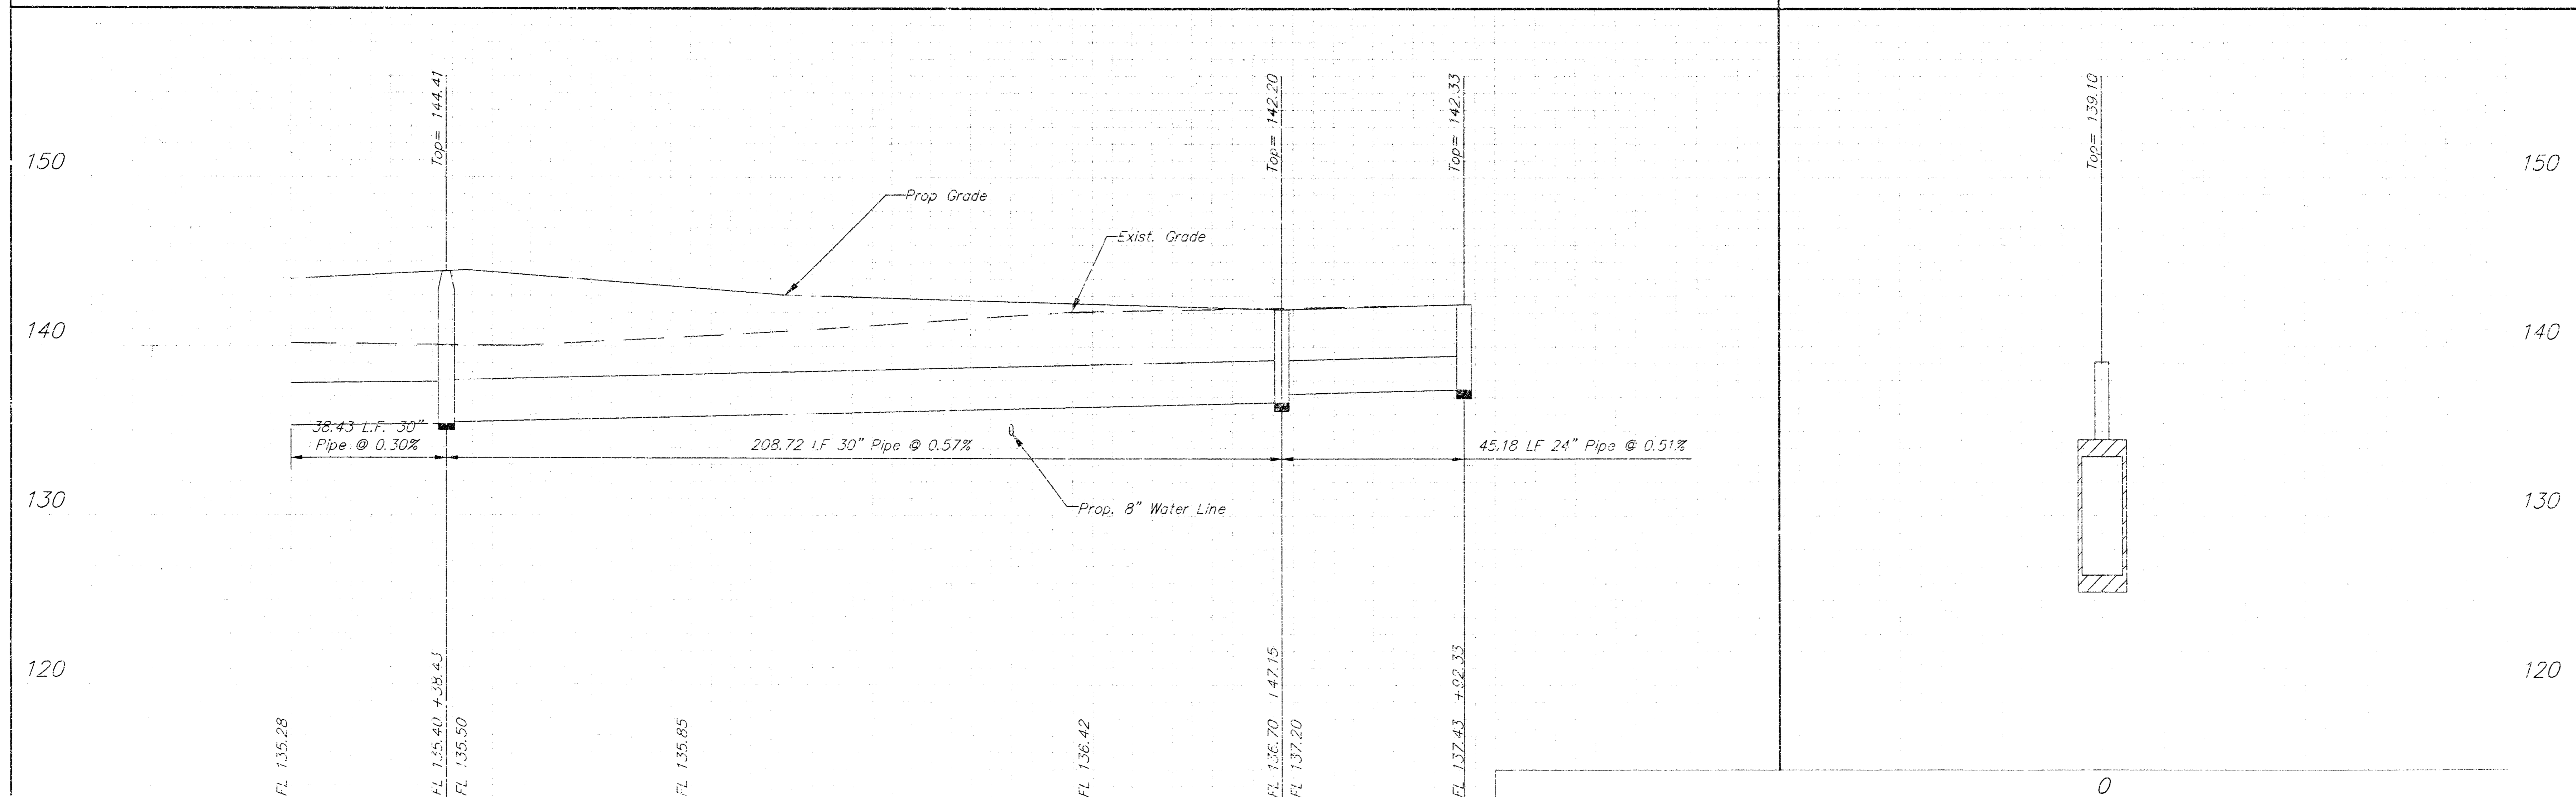 Top= 144.41
Top= 142.20
Top= 142.33
Top= 139.10
150
150
Prop Grade
Exist. Grade
140
140
38.43 L.F. 30"
Pipe @ 0.30%
208.72 LF 30" Pipe @ 0.57%
45.18 LF 24" Pipe @ 0.51%
130
130
Prop. 8" Water Line
120
120
FL 135.28
FL 135.40 +38.43
FL 135.50
FL 135.85
FL 136.42
FL 136.70 +47.15
FL 137.20
FL 137.43 +92.33
0